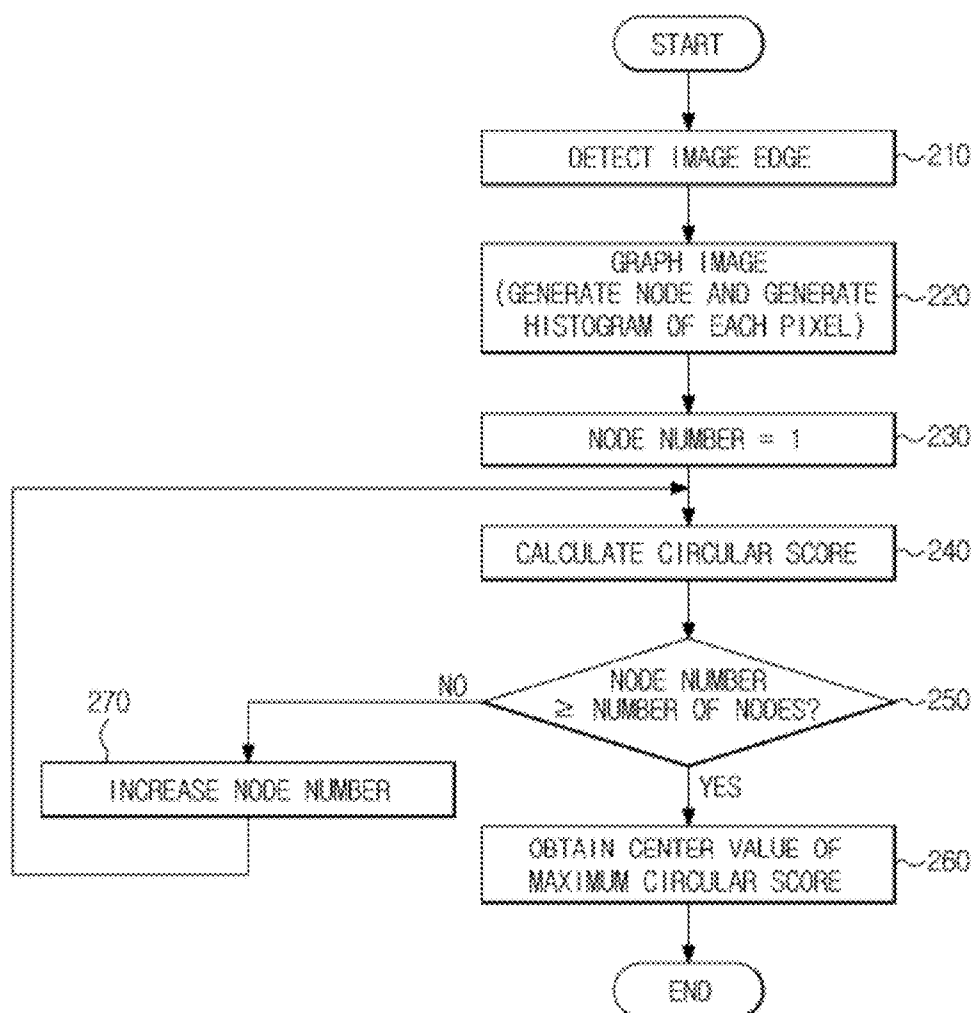 START
DETECT IMAGE EDGE
210
GRAPH IMAGE
(GENERATE NODE AND GENERATE
HISTOGRAM OF EACH PIXEL)
220
NODE NUMBER = 1
230
CALCULATE CIRCULAR SCORE
240
NODE NUMBER
≥ NUMBER OF NODES?
250
NO
270
INCREASE NODE NUMBER
YES
OBTAIN CENTER VALUE OF
MAXIMUM CIRCULAR SCORE
260
END